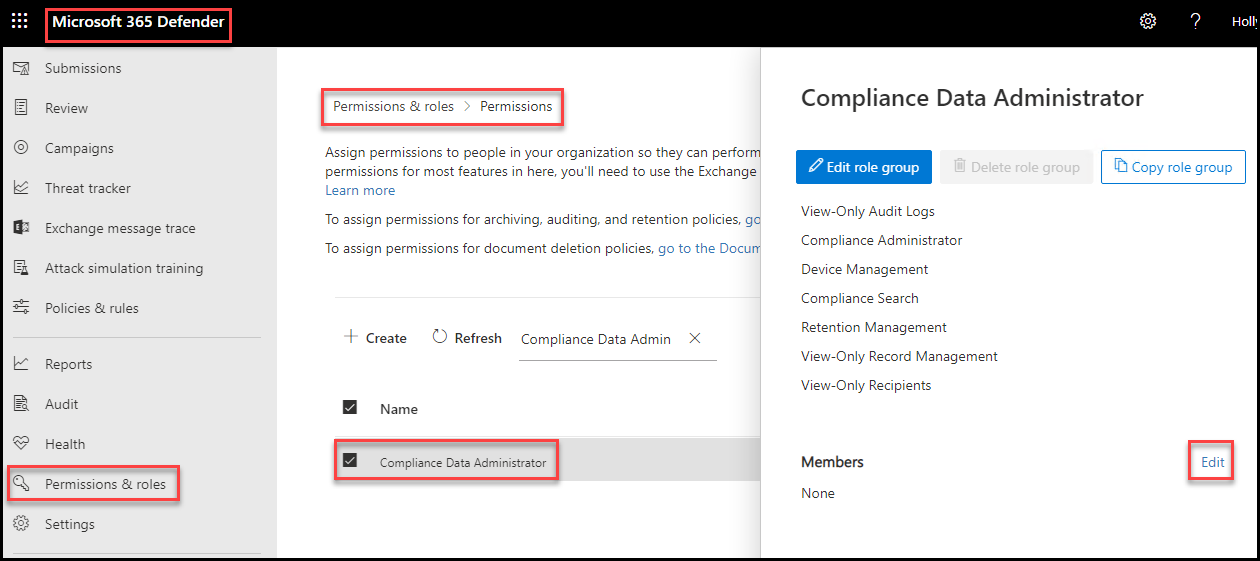 Microsoft 365 Defender
?
Holly
Submissions
Review
Campaigns
Threat tracker
Exchange message trace
Attack simulation training
Policies & rules
Reports
Audit
Health
Permissions & roles
Settings
Permissions & roles > Permissions
Assign permissions to people in your organization so they can perform
permissions for most features in here, you'll need to use the Exchange
Learn more
To assign permissions for archiving, auditing, and retention policies, go
To assign permissions for document deletion policies, go to the Docum
+ Create
Refresh
Compliance Data Admin
Name
Compliance Data Administrator
Compliance Data Administrator
Edit role group
Delete role group
Copy role group
View-Only Audit Logs
Compliance Administrator
Device Management
Compliance Search
Retention Management
View-Only Record Management
View-Only Recipients
Members
Edit
None